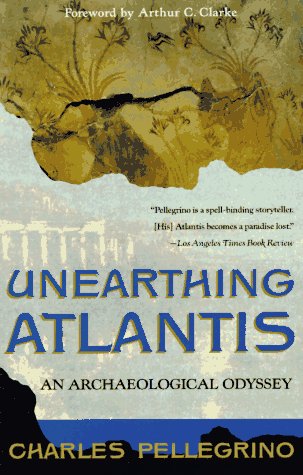 Foreword by Arthur C. Clarke
"Pellegrino is a spell-binding storyteller.
[His] Atlantis becomes a paradise lost."
—Los Angeles Times Book Review
UNEARTHING
ATLANTIS
AN ARCHAEOLOGICAL ODYSSEY
CHARLES PELLEGRINO